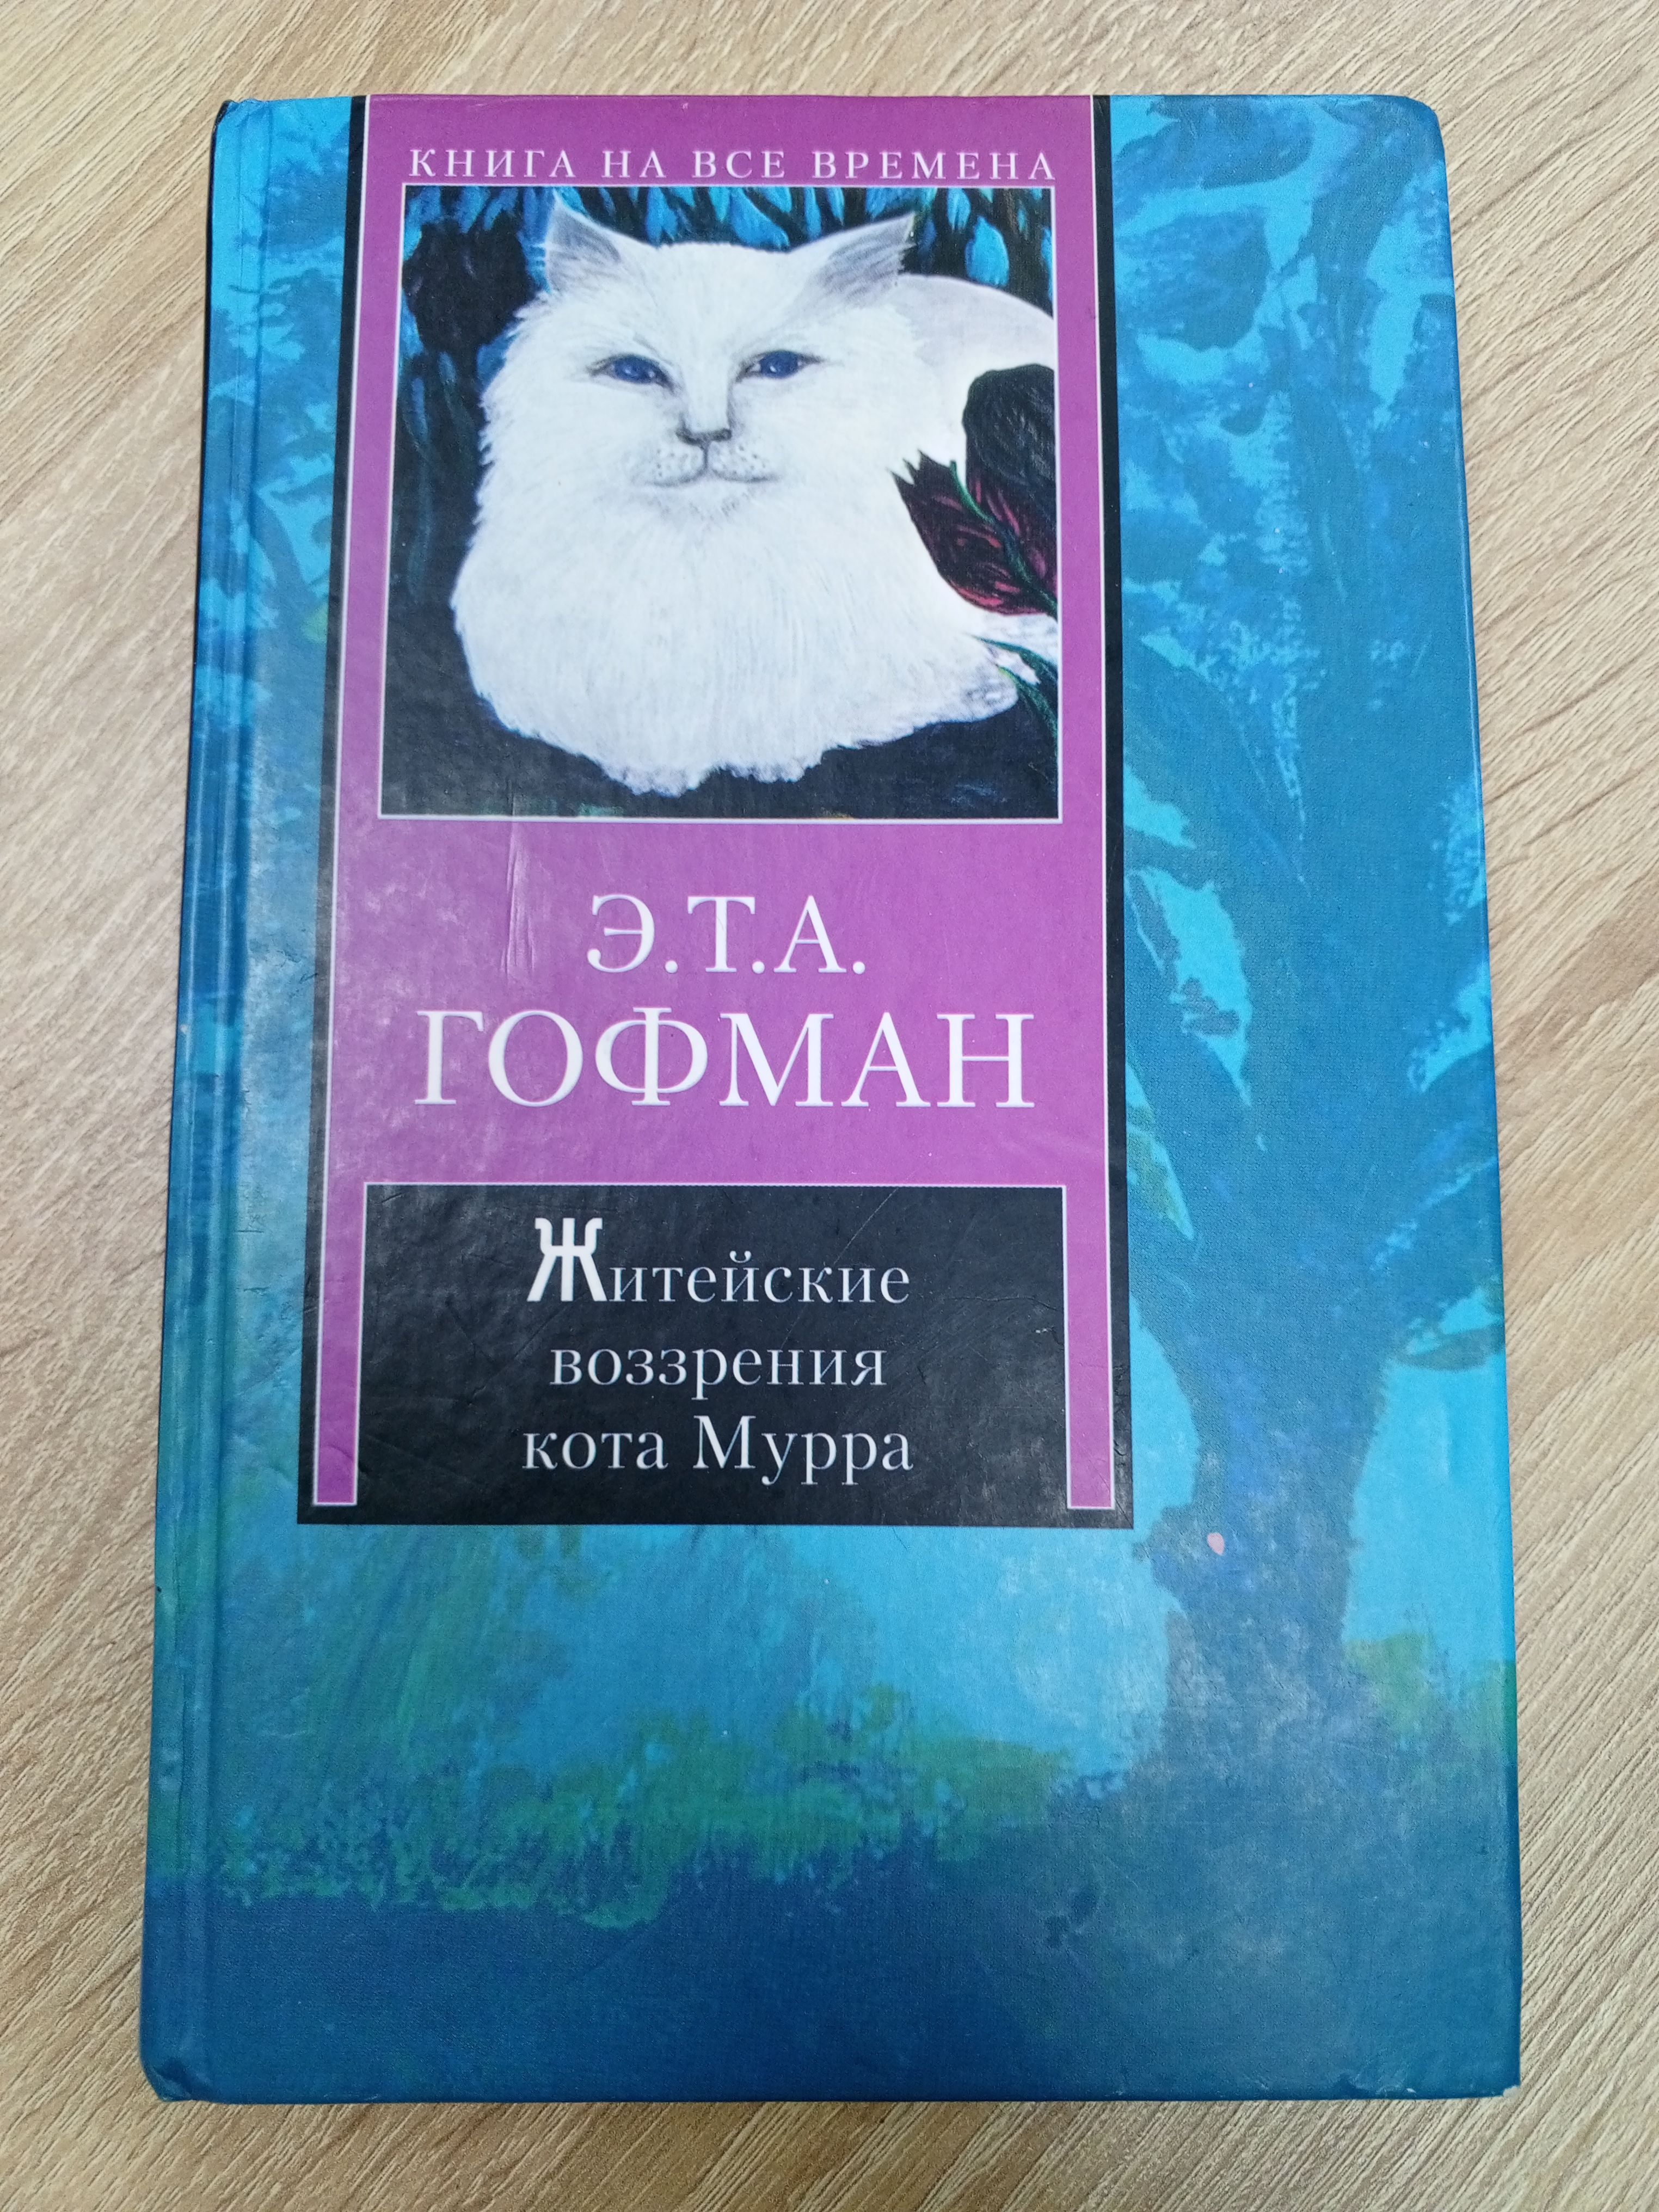 КНИГА НА ВСЕ ВРЕМЕНА
Э.Т.А.
ГОФМАН
Житейские
воззрения
кота Мурра